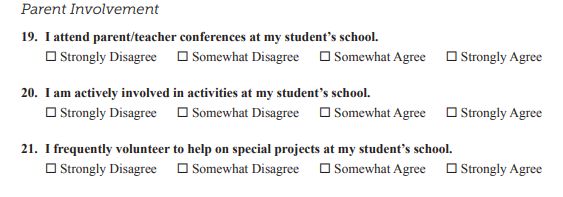 Parent Involvement
19. I attend parent/teacher conferences at my student's school.
☐ Strongly Disagree ☐ Somewhat Disagree ☐ Somewhat Agree ☐ Strongly Agree
20. I am actively involved in activities at my student's school.
☐ Strongly Disagree ☐ Somewhat Disagree ☐ Somewhat Agree ☐ Strongly Agree
21. I frequently volunteer to help on special projects at my student's school.
☐ Strongly Disagree ☐ Somewhat Disagree ☐ Somewhat Agree ☐ Strongly Agree